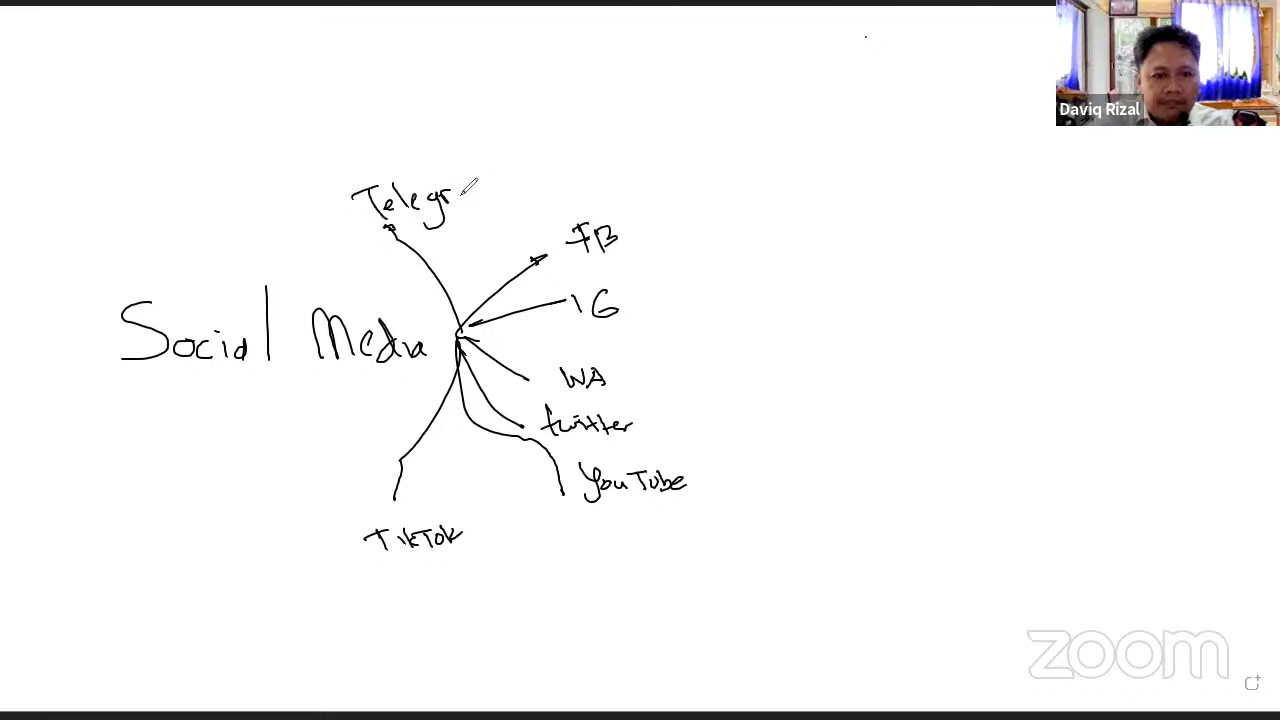 Daviq Rizal
Telegr
FB
IG
Social Media
WA
twitter
YouTube
TikTok
zoom